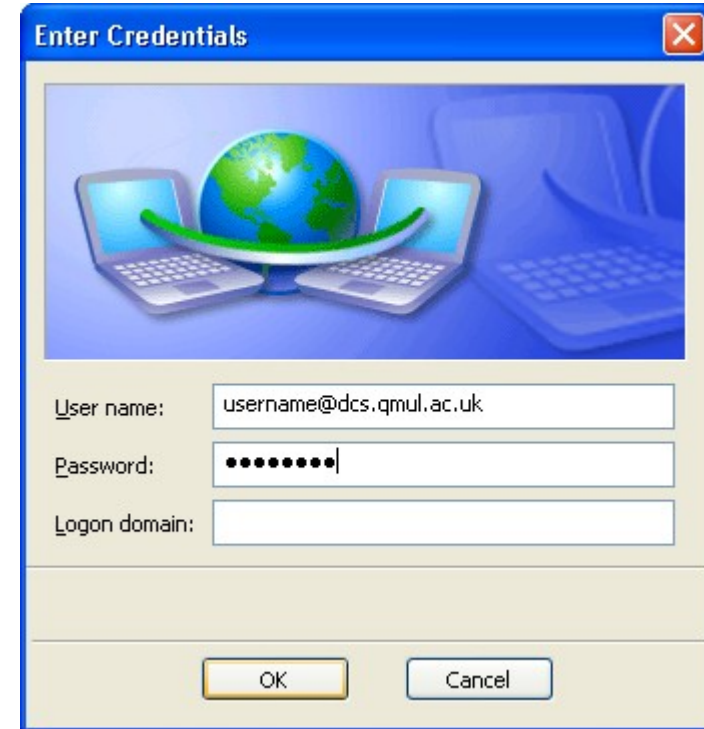 Enter Credentials
User name: username@dcs.qmul.ac.uk
Password: ●●●●●●●●
Logon domain:
OK Cancel